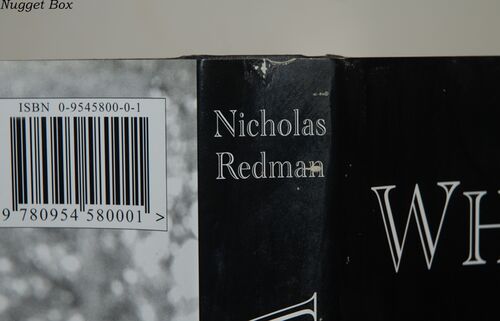 Nugget Box
ISBN 0-9545800-0-1
9 780954 580001 >
Nicholas
Redman
WH